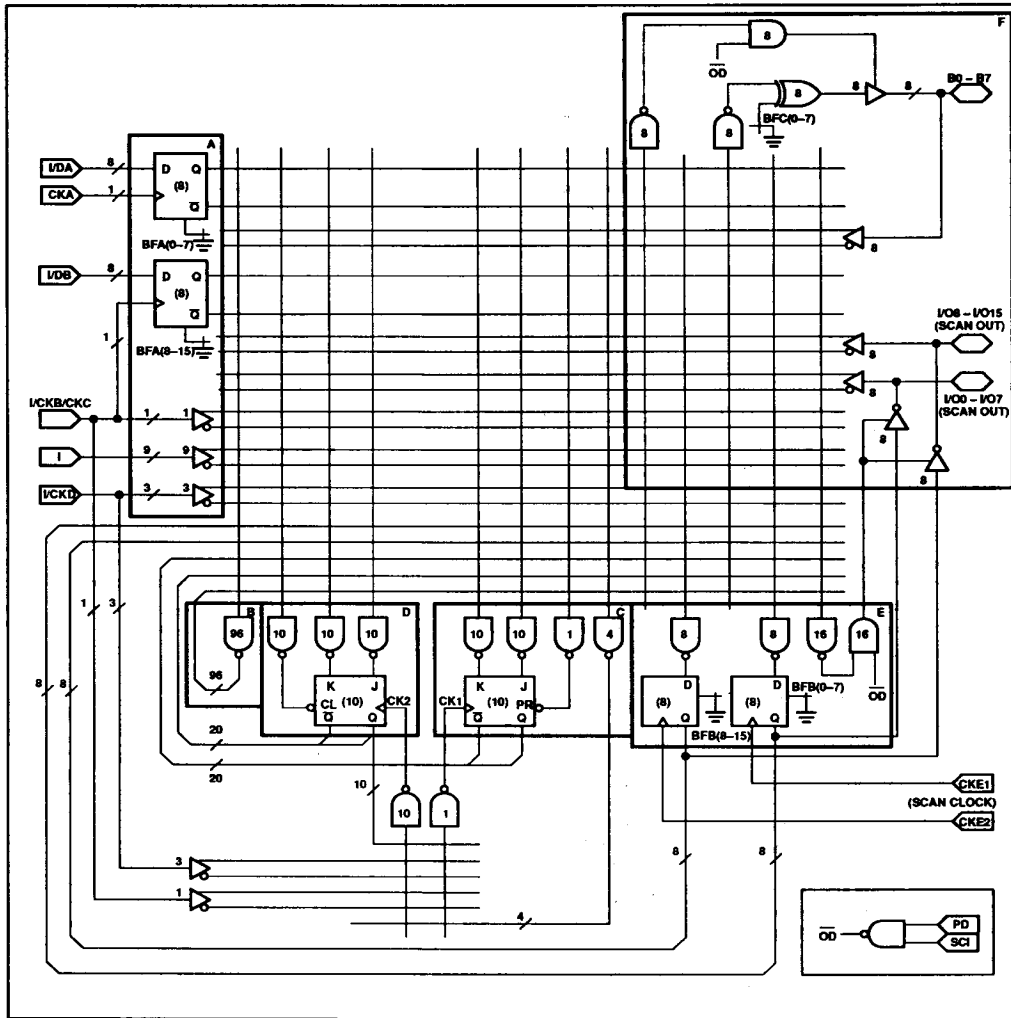 F
8
8
8
B0 – B7
OD
8
8
8
BFC(0–7)
8
A
I/DA
8
D Q
CKA
1
(8)
Q
BFA(0–7)
8
I/DB
8
D Q
(8)
Q
BFA(8–15)
1
8
I/O8 – I/O15
(SCAN OUT)
8
I/O0 – I/O7
(SCAN OUT)
8
8
I/CKB/CKC
1
1
I
9
9
I/CKD
3
3
1
3
B
D
C
E
96
10
10
10
10
10
1
4
8
8
16
16
OD
96
K J
CL
(10)
CK2
Q Q
CK1
K J
(10)
PR
Q Q
D
(8)
Q
BFB(8–15)
D
(8)
Q
BFB(0–7)
8
8
20
20
10
10
1
CKE1
(SCAN CLOCK)
CKE2
3
1
8
8
4
OD
PD
SCI